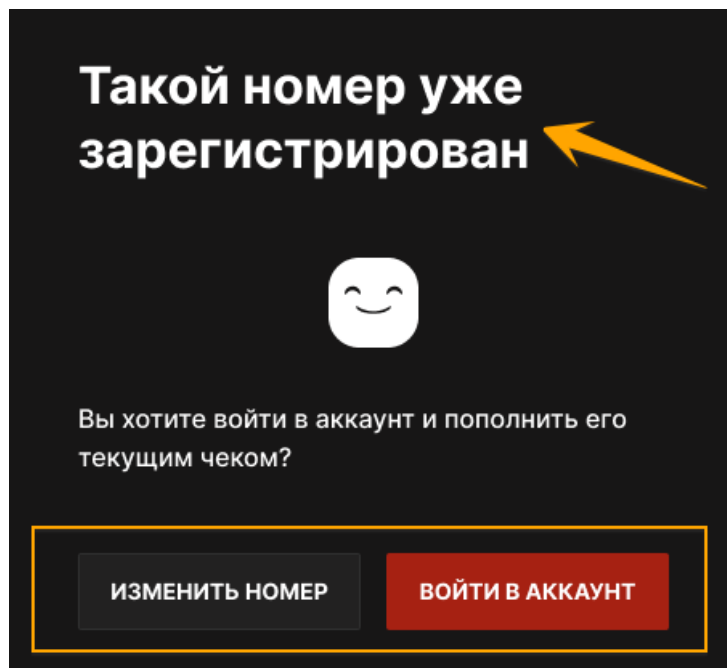 Такой номер уже
зарегистрирован
Вы хотите войти в аккаунт и пополнить его
текущим чеком?
ИЗМЕНИТЬ НОМЕР
ВОЙТИ В АККАУНТ